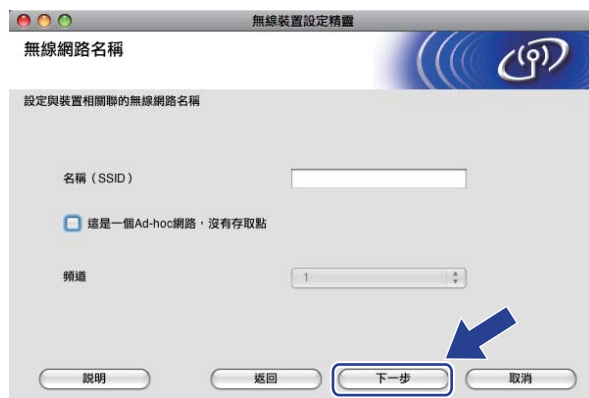 無線裝置設定精靈
無線網路名稱
設定與裝置相關聯的無線網路名稱
名稱（SSID）
這是一個Ad-hoc網路，沒有存取點
頻道
1
説明
返回
下一步
取消